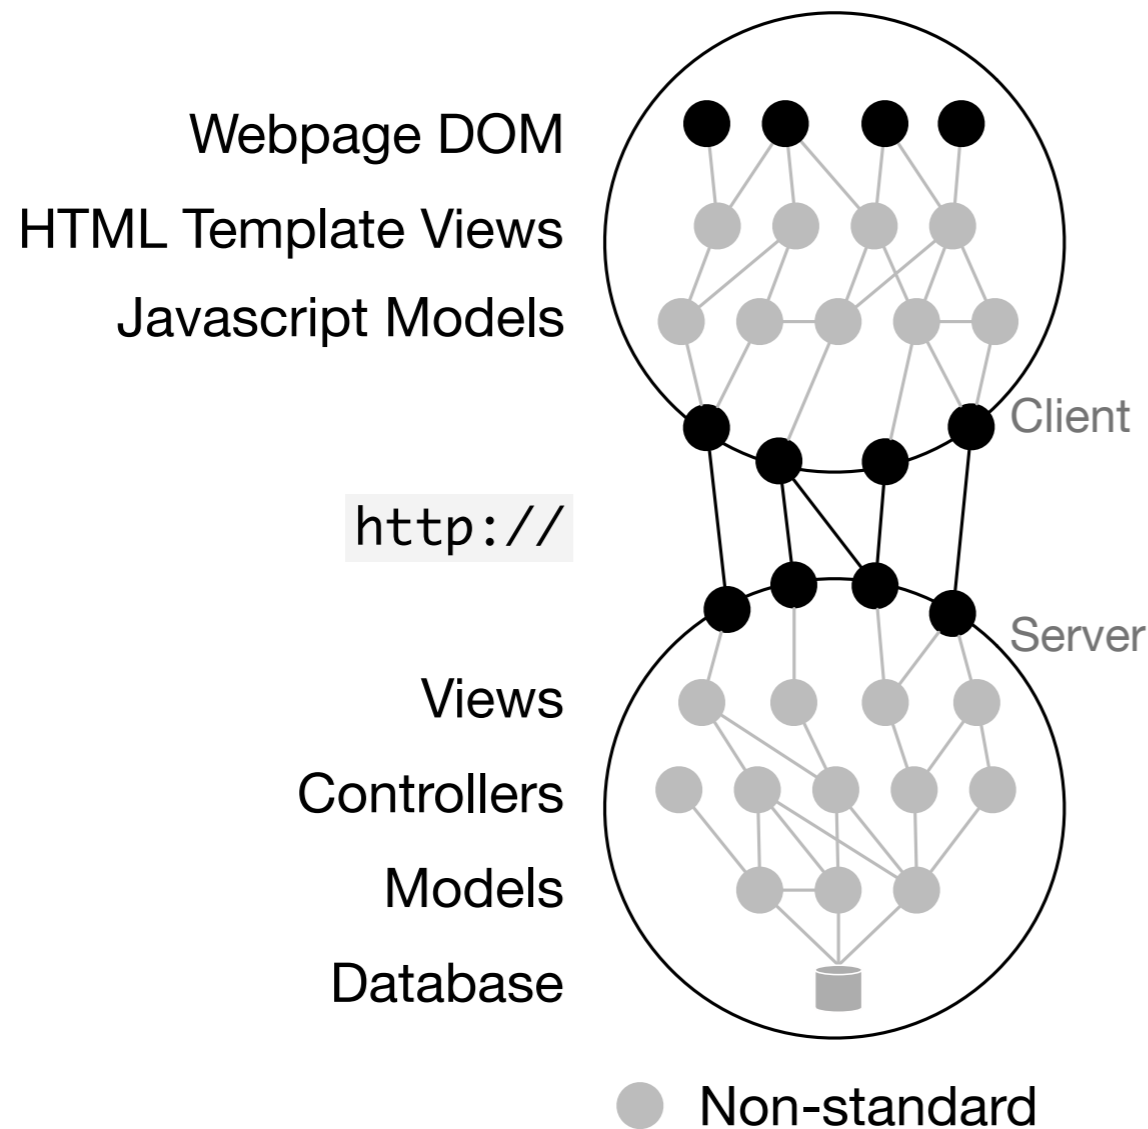 Webpage DOM
HTML Template Views
Javascript Models
Client
http://
Server
Views
Controllers
Models
Database
Non-standard